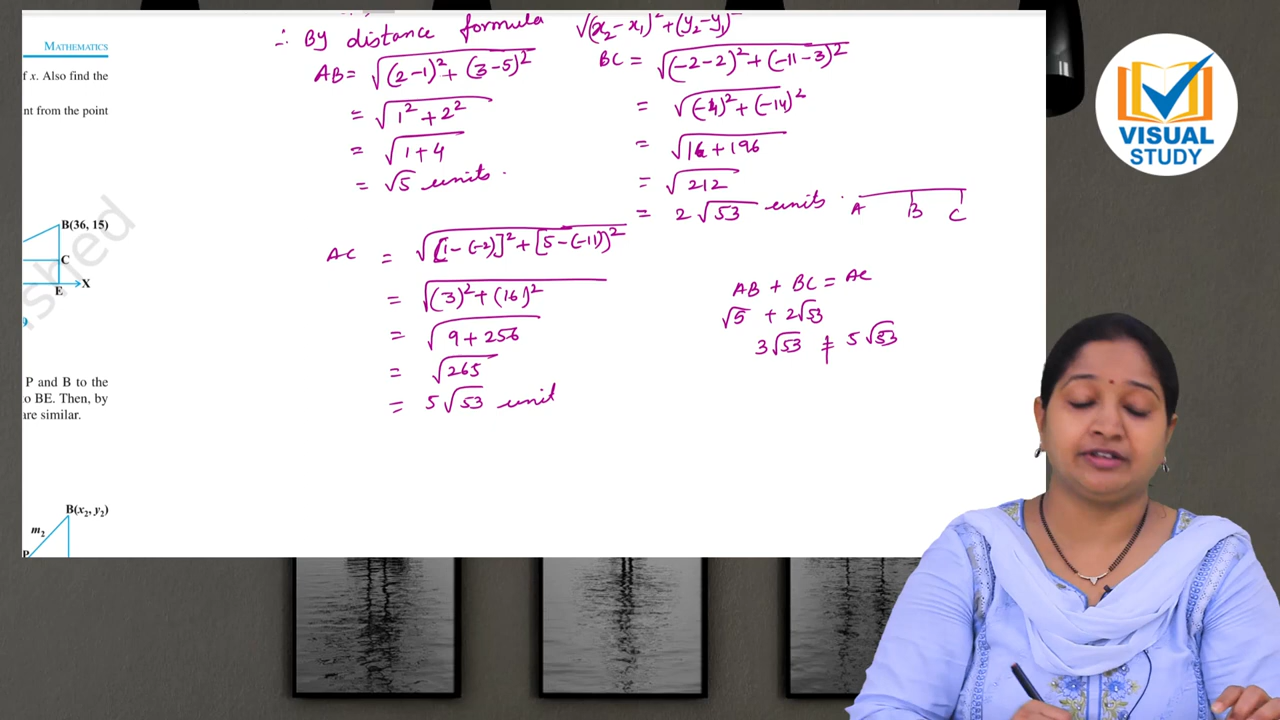 MATHEMATICS
f x. Also find the
nt from the point
B(36, 15)
C
E
X
shed
P and B to the
o BE. Then, by
are similar.
B(x₂, y₂)
m₂
P
∴ By distance formula √(x₂-x₁)²+(y₂-y₁)²
AB= √(2-1)²+(3-5)²
= √1²+2²
= √1+4
= √5 units.
BC = √(-2-2)²+(-11-3)²
= √(-4)²+(-14)²
= √16+196
= √212
= 2√53 units.
A B C
AC = √[1-(-2)]²+[5-(-11)]²
= √(3)²+(16)²
= √9+256
= √265
= 5√53 unit
AB + BC = AC
√5 + 2√53
3√53 ≠ 5√53
VISUAL
STUDY